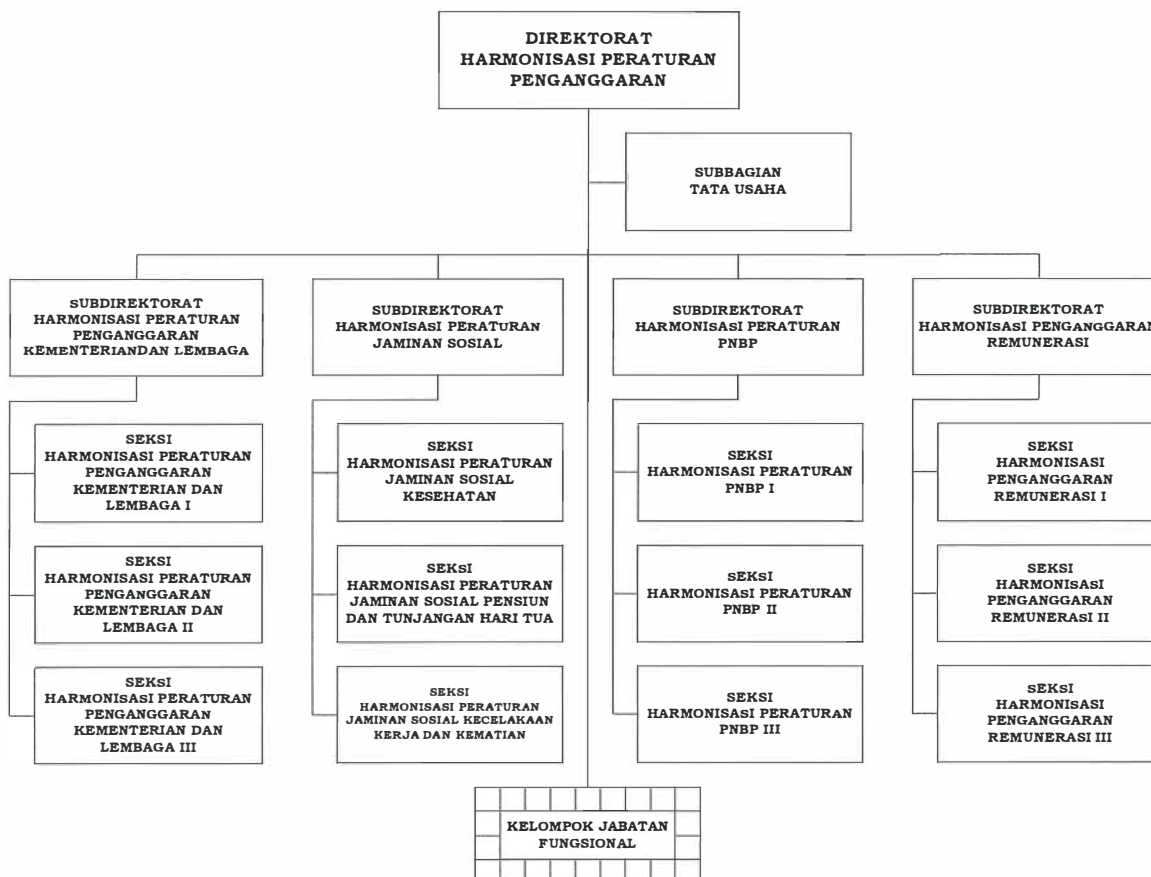 DIREKTORAT
HARMONISASI PERATURAN
PENGANGGARAN
SUBBAGIAN
TATA USAHA
SUBDIREKTORAT
HARMONISASI PERATURAN
PENGANGGARAN
KEMENTERIANDAN LEMBAGA
SUBDIREKTORAT
HARMONISASI PERATURAN
JAMINAN SOSIAL
SUBDIREKTORAT
HARMONISASI PERATURAN
PNBP
SUBDIREKTORAT
HARMONISASI PENGANGGARAN
REMUNERASI
SEKSI
HARMONISASI PERATURAN
PENGANGGARAN
KEMENTERIAN DAN
LEMBAGA I
SEKSI
HARMONISASI PERATURAN
JAMINAN SOSIAL
KESEHATAN
SEKSI
HARMONISASI PERATURAN
PNBP I
SEKSI
HARMONISASI
PENGANGGARAN
REMUNERASI I
SEKSI
HARMONISASI PERATURAN
PENGANGGARAN
KEMENTERIAN DAN
LEMBAGA II
SEKSI
HARMONISASI PERATURAN
JAMINAN SOSIAL PENSIUN
DAN TUNJANGAN HARI TUA
SEKSI
HARMONISASI PERATURAN
PNBP II
SEKSI
HARMONISASI
PENGANGGARAN
REMUNERASI II
SEKSI
HARMONISASI PERATURAN
PENGANGGARAN
KEMENTERIAN DAN
LEMBAGA III
SEKSI
HARMONISASI PERATURAN
JAMINAN SOSIAL KECELAKAAN
KERJA DAN KEMATIAN
SEKSI
HARMONISASI PERATURAN
PNBP III
SEKSI
HARMONISASI
PENGANGGARAN
REMUNERASI III
KELOMPOK JABATAN
FUNGSIONAL